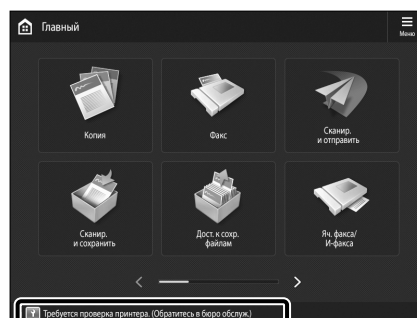 Главный
Меню
Копия
Факс
Сканир.
и отправить
Сканир.
и сохранить
Дост. к сохр.
файлам
Яч. факса/
И-факса
Требуется проверка принтера. (Обратитесь в бюро обслуж.)